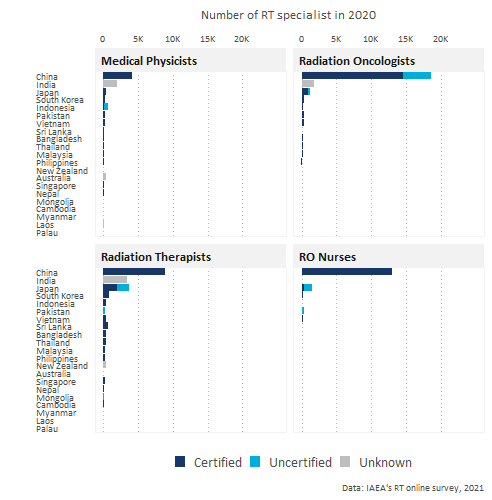 Number of RT specialist in 2020
0 5K 10K 15K 20K 0 5K 10K 15K 20K
Medical Physicists Radiation Oncologists
China
India
Japan
South Korea
Indonesia
Pakistan
Vietnam
Sri Lanka
Bangladesh
Thailand
Malaysia
Philippines
New Zealand
Australia
Singapore
Nepal
Mongolia
Cambodia
Myanmar
Laos
Palau
Radiation Therapists RO Nurses
China
India
Japan
South Korea
Indonesia
Pakistan
Vietnam
Sri Lanka
Bangladesh
Thailand
Malaysia
Philippines
New Zealand
Australia
Singapore
Nepal
Mongolia
Cambodia
Myanmar
Laos
Palau
Certified Uncertified Unknown
Data: IAEA's RT online survey, 2021